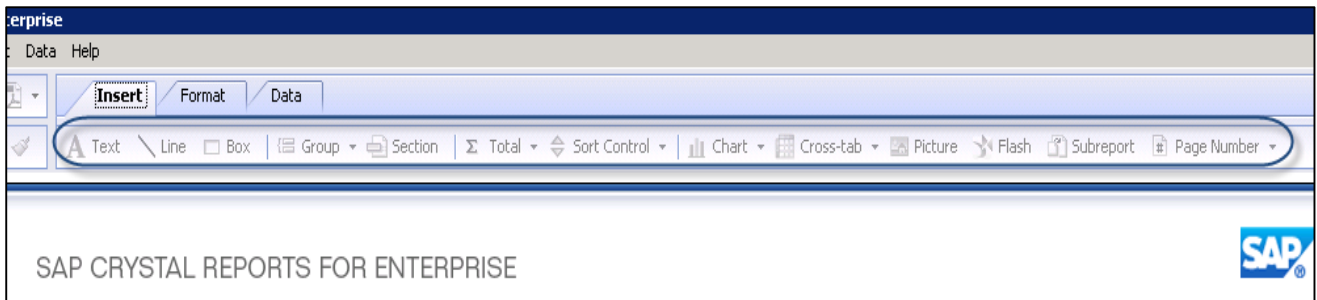 erprise
Data Help
Insert Format Data
A Text Line Box Group Section Σ Total Sort Control Chart Cross-tab Picture Flash Subreport # Page Number
SAP CRYSTAL REPORTS FOR ENTERPRISE
SAP